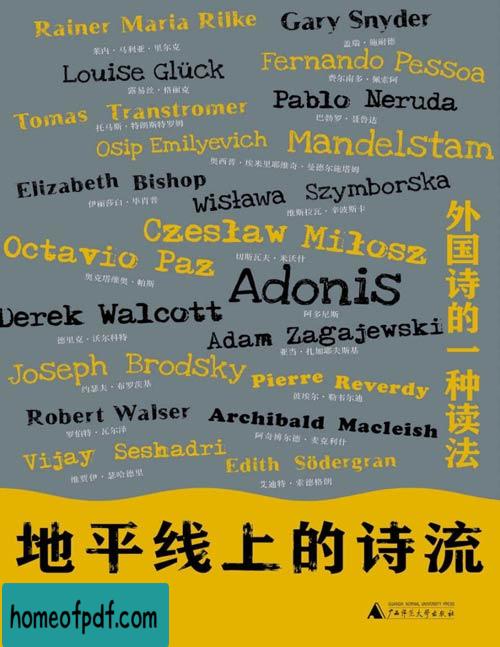 Rainer Maria Rilke
莱内·马利亚·里尔克
Gary Snyder
盖瑞·施耐德
Louise Glück
露易丝·格丽克
Fernando Pessoa
费尔南多·佩索阿
Tomas Transtromer
托马斯·特朗斯特罗姆
Pablo Neruda
巴勃罗·聂鲁达
Osip Emilyevich Mandelstam
奥西普·埃米里耶维奇·曼德尔施塔姆
Elizabeth Bishop
伊丽莎白·毕肖普
Wisława Szymborska
维斯拉瓦·辛波斯卡
Czesław Miłosz
切斯瓦夫·米沃什
Octavio Paz
奥克塔维奥·帕斯
Adonis
阿多尼斯
Derek Walcott
德里克·沃尔科特
Adam Zagajewski
亚当·扎加耶夫斯基
Joseph Brodsky
约瑟夫·布罗茨基
Pierre Reverdy
彼埃尔·勒韦尔迪
Robert Walser
罗伯特·瓦尔泽
Archibald Macleish
阿奇博尔德·麦克利什
Vijay Seshadri
维贾伊·瑟哈德里
Edith Södergran
艾迪特·索德格朗
外国诗的一种读法
地平线上的诗流
homeofpdf.com
GUANGXI NORMAL UNIVERSITY PRESS
广西师范大学出版社